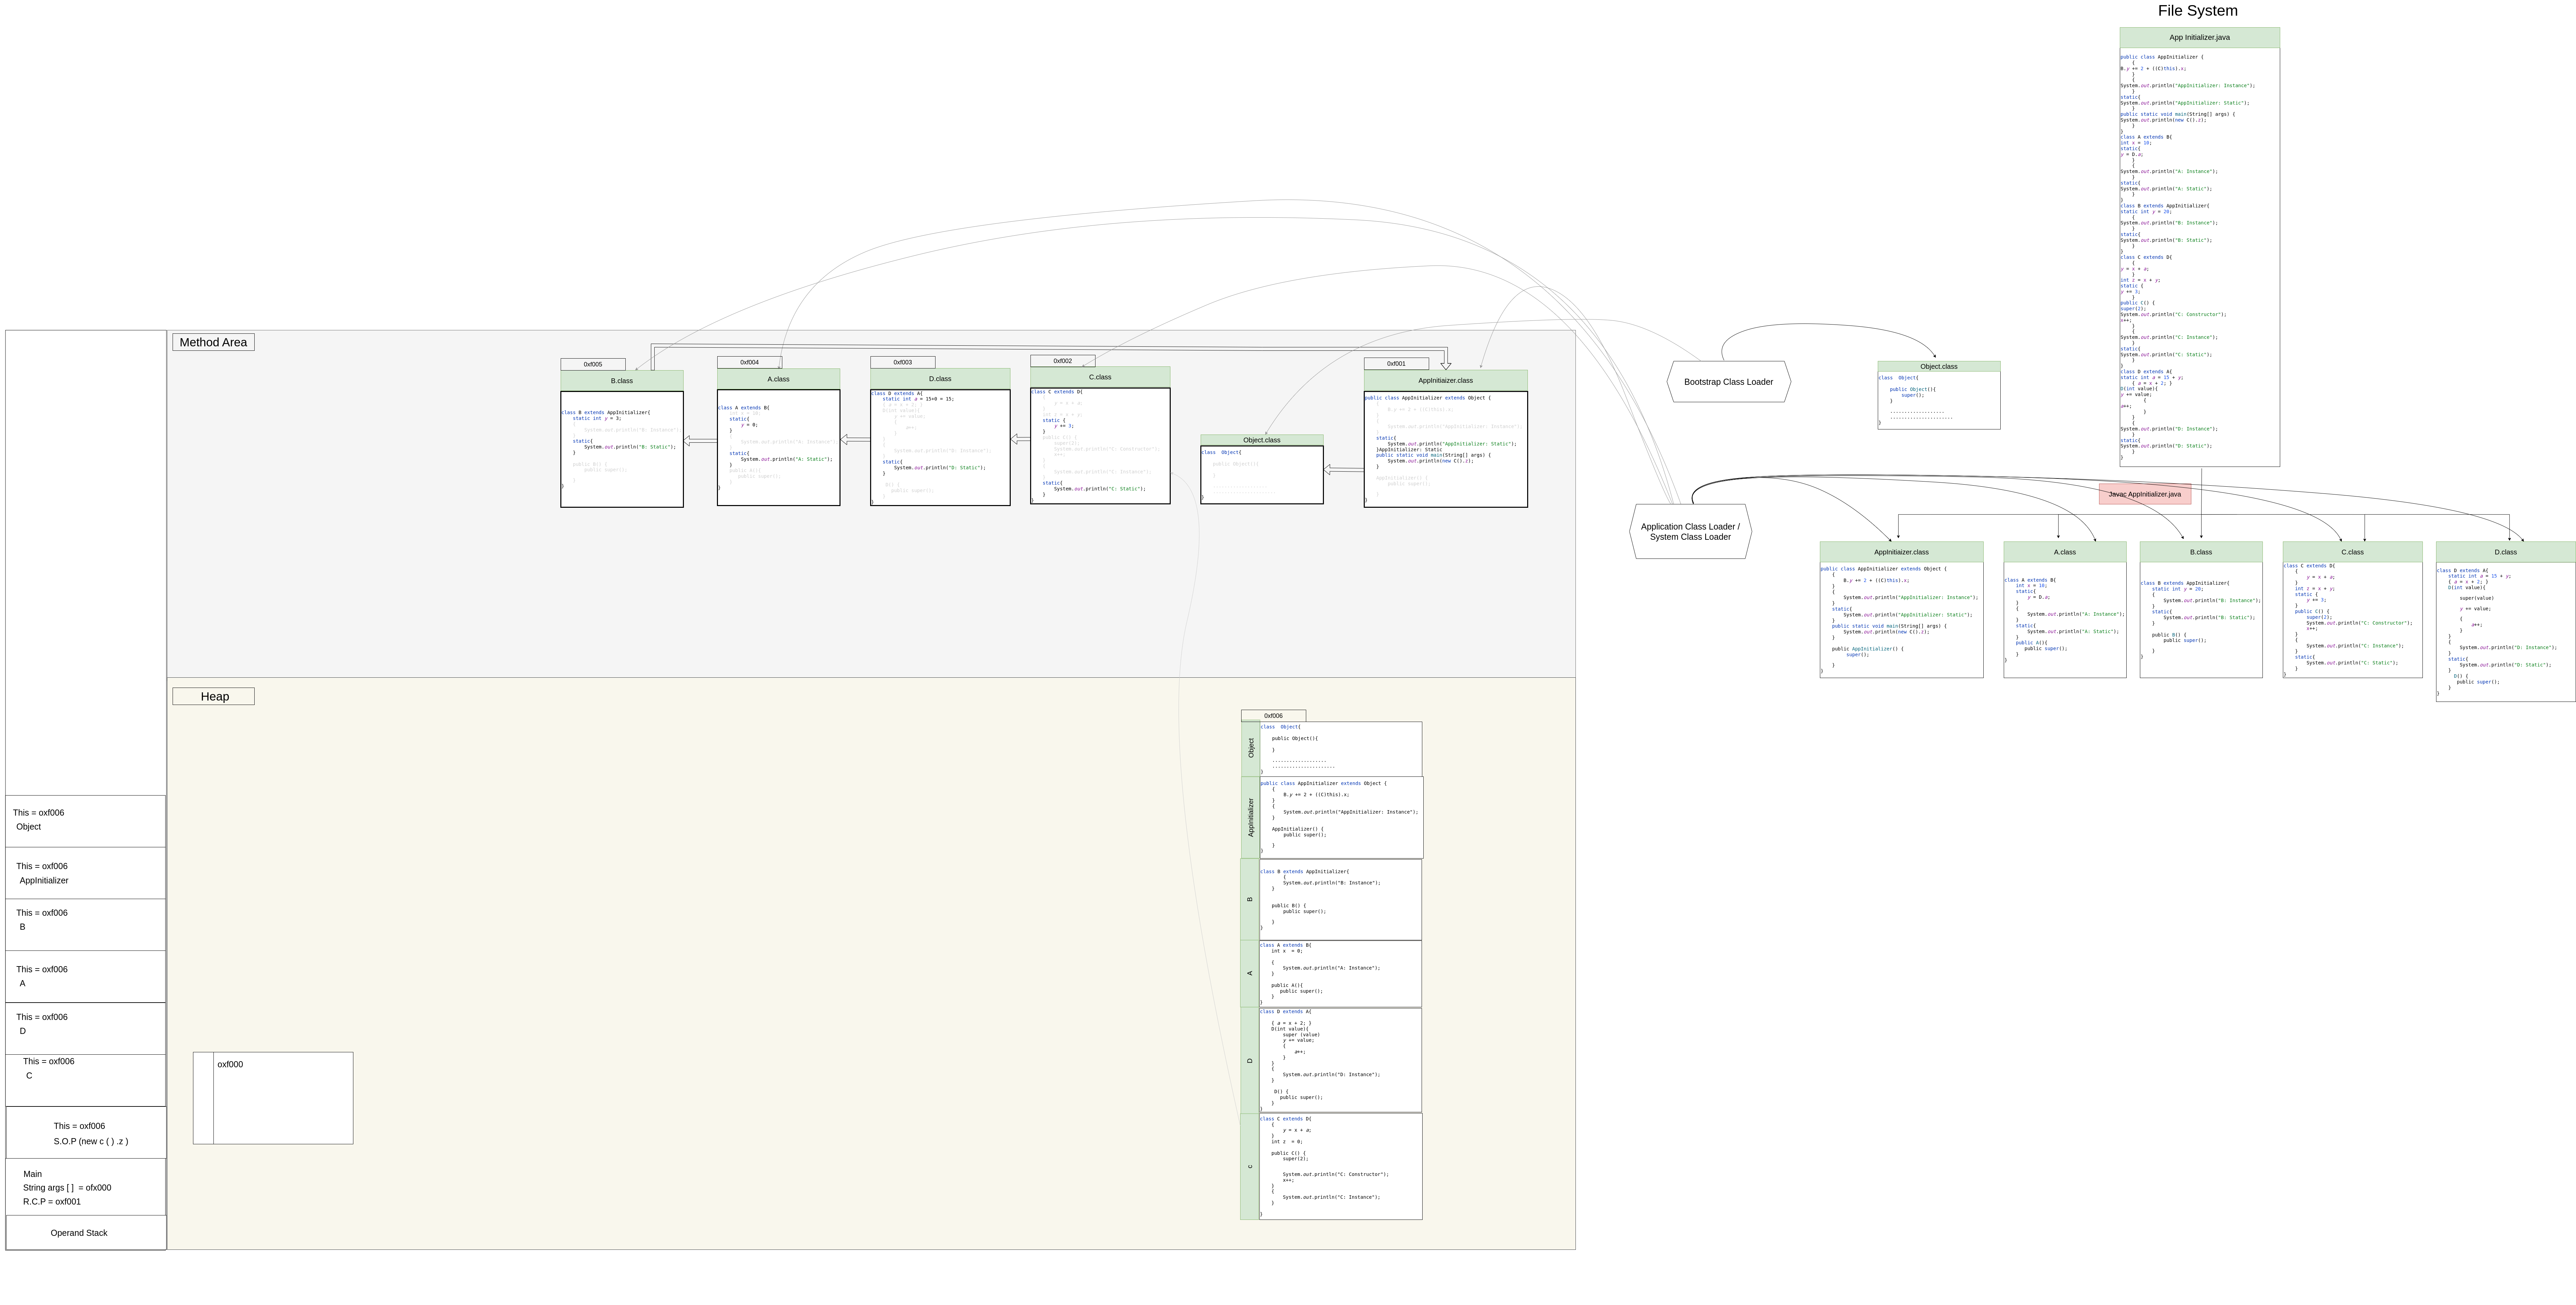 File System
App Initializer.java
public class AppInitializer {
{
B.y += 2 + ((C)this).x;
}
{
System.out.println("AppInitializer: Instance");
}
static{
System.out.println("AppInitializer: Static");
}
public static void main(String[] args) {
System.out.println(new C().z);
}
}
class A extends B{
int x = 10;
static{
y = D.a;
}
{
System.out.println("A: Instance");
}
static{
System.out.println("A: Static");
}
}
class B extends AppInitializer{
static int y = 20;
{
System.out.println("B: Instance");
}
static{
System.out.println("B: Static");
}
}
class C extends D{
{
y = x + a;
}
int z = x + y;
static {
y += 3;
}
public C() {
super(2);
System.out.println("C: Constructor");
x++;
}
{
System.out.println("C: Instance");
}
static{
System.out.println("C: Static");
}
}
class D extends A{
static int a = 15 + y;
{ a = x + 2; }
D(int value){
y += value;
{
a++;
}
}
{
System.out.println("D: Instance");
}
static{
System.out.println("D: Static");
}
}
Method Area
0xf005
B.class
class B extends AppInitializer{
static int y = 3;
{
System.out.println("B: Instance");
}
static{
System.out.println("B: Static");
}
public B() {
public super();
}
}
0xf004
A.class
class A extends B{
int x = 10;
static{
y = 0;
}
{
System.out.println("A: Instance");
}
static{
System.out.println("A: Static");
}
public A(){
public super();
}
}
0xf003
D.class
class D extends A{
static int a = 15+0 = 15;
{ a = x + 2; }
D(int value){
y += value;
{
a++;
}
}
{
System.out.println("D: Instance");
}
static{
System.out.println("D: Static");
}
D() {
public super();
}
}
0xf002
C.class
class C extends D{
{
y = x + a;
}
int z = x + y;
static {
y += 3;
}
public C() {
super(2);
System.out.println("C: Constructor");
x++;
}
{
System.out.println("C: Instance");
}
static{
System.out.println("C: Static");
}
}
Object.class
class Object{
public Object(){
}
...................
......................
}
0xf001
AppInitiaizer.class
public class AppInitializer extends Object {
{
B.y += 2 + ((C)this).x;
}
{
System.out.println("AppInitializer: Instance");
}
static{
System.out.println("AppInitializer: Static");
}AppInitializer: Static
public static void main(String[] args) {
System.out.println(new C().z);
}
AppInitializer() {
public super();
}
}
Bootstrap Class Loader
Object.class
class Object{
public Object(){
super();
}
...................
......................
}
Application Class Loader /
System Class Loader
Javac AppInitializer.java
AppInitiaizer.class
public class AppInitializer extends Object {
{
B.y += 2 + ((C)this).x;
}
{
System.out.println("AppInitializer: Instance");
}
static{
System.out.println("AppInitializer: Static");
}
public static void main(String[] args) {
System.out.println(new C().z);
}
public AppInitializer() {
super();
}
}
A.class
class A extends B{
int x = 10;
static{
y = D.a;
}
{
System.out.println("A: Instance");
}
static{
System.out.println("A: Static");
}
public A(){
public super();
}
}
B.class
class B extends AppInitializer{
static int y = 20;
{
System.out.println("B: Instance");
}
static{
System.out.println("B: Static");
}
public B() {
public super();
}
}
C.class
class C extends D{
{
y = x + a;
}
int z = x + y;
static {
y += 3;
}
public C() {
super(2);
System.out.println("C: Constructor");
x++;
}
{
System.out.println("C: Instance");
}
static{
System.out.println("C: Static");
}
}
D.class
class D extends A{
static int a = 15 + y;
{ a = x + 2; }
D(int value){
super(value)
y += value;
{
a++;
}
}
{
System.out.println("D: Instance");
}
static{
System.out.println("D: Static");
}
D() {
public super();
}
}
Heap
0xf006
Object
class Object{
public Object(){
}
...................
......................
}
AppInitializer
public class AppInitializer extends Object {
{
B.y += 2 + ((C)this).x;
}
{
System.out.println("AppInitializer: Instance");
}
AppInitializer() {
public super();
}
}
B
class B extends AppInitializer{
{
System.out.println("B: Instance");
}
public B() {
public super();
}
}
A
class A extends B{
int x = 0;
{
System.out.println("A: Instance");
}
public A(){
public super();
}
}
D
class D extends A{
{ a = x + 2; }
D(int value){
super (value)
y += value;
{
a++;
}
}
{
System.out.println("D: Instance");
}
D() {
public super();
}
}
c
class C extends D{
{
y = x + a;
}
int z = 0;
public C() {
super(2);
System.out.println("C: Constructor");
x++;
}
{
System.out.println("C: Instance");
}
}
oxf000
This = oxf006
Object
This = oxf006
AppInitializer
This = oxf006
B
This = oxf006
A
This = oxf006
D
This = oxf006
C
This = oxf006
S.O.P (new c ( ) .z )
Main
String args [ ] = ofx000
R.C.P = oxf001
Operand Stack